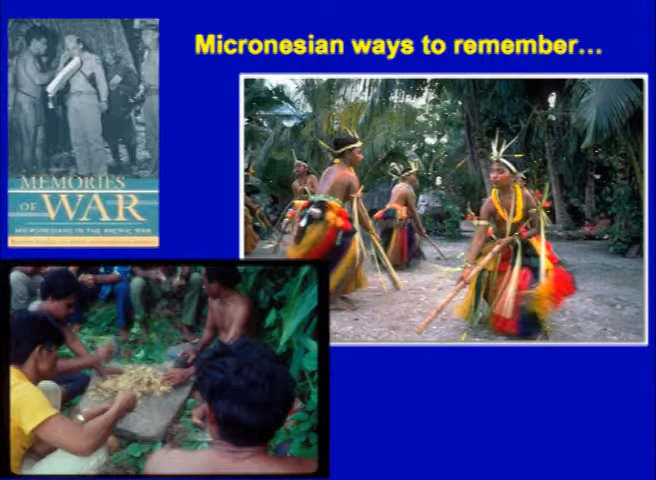 Micronesian ways to remember...
MEMORIES
OF WAR
MICRONESIANS IN THE PACIFIC WAR